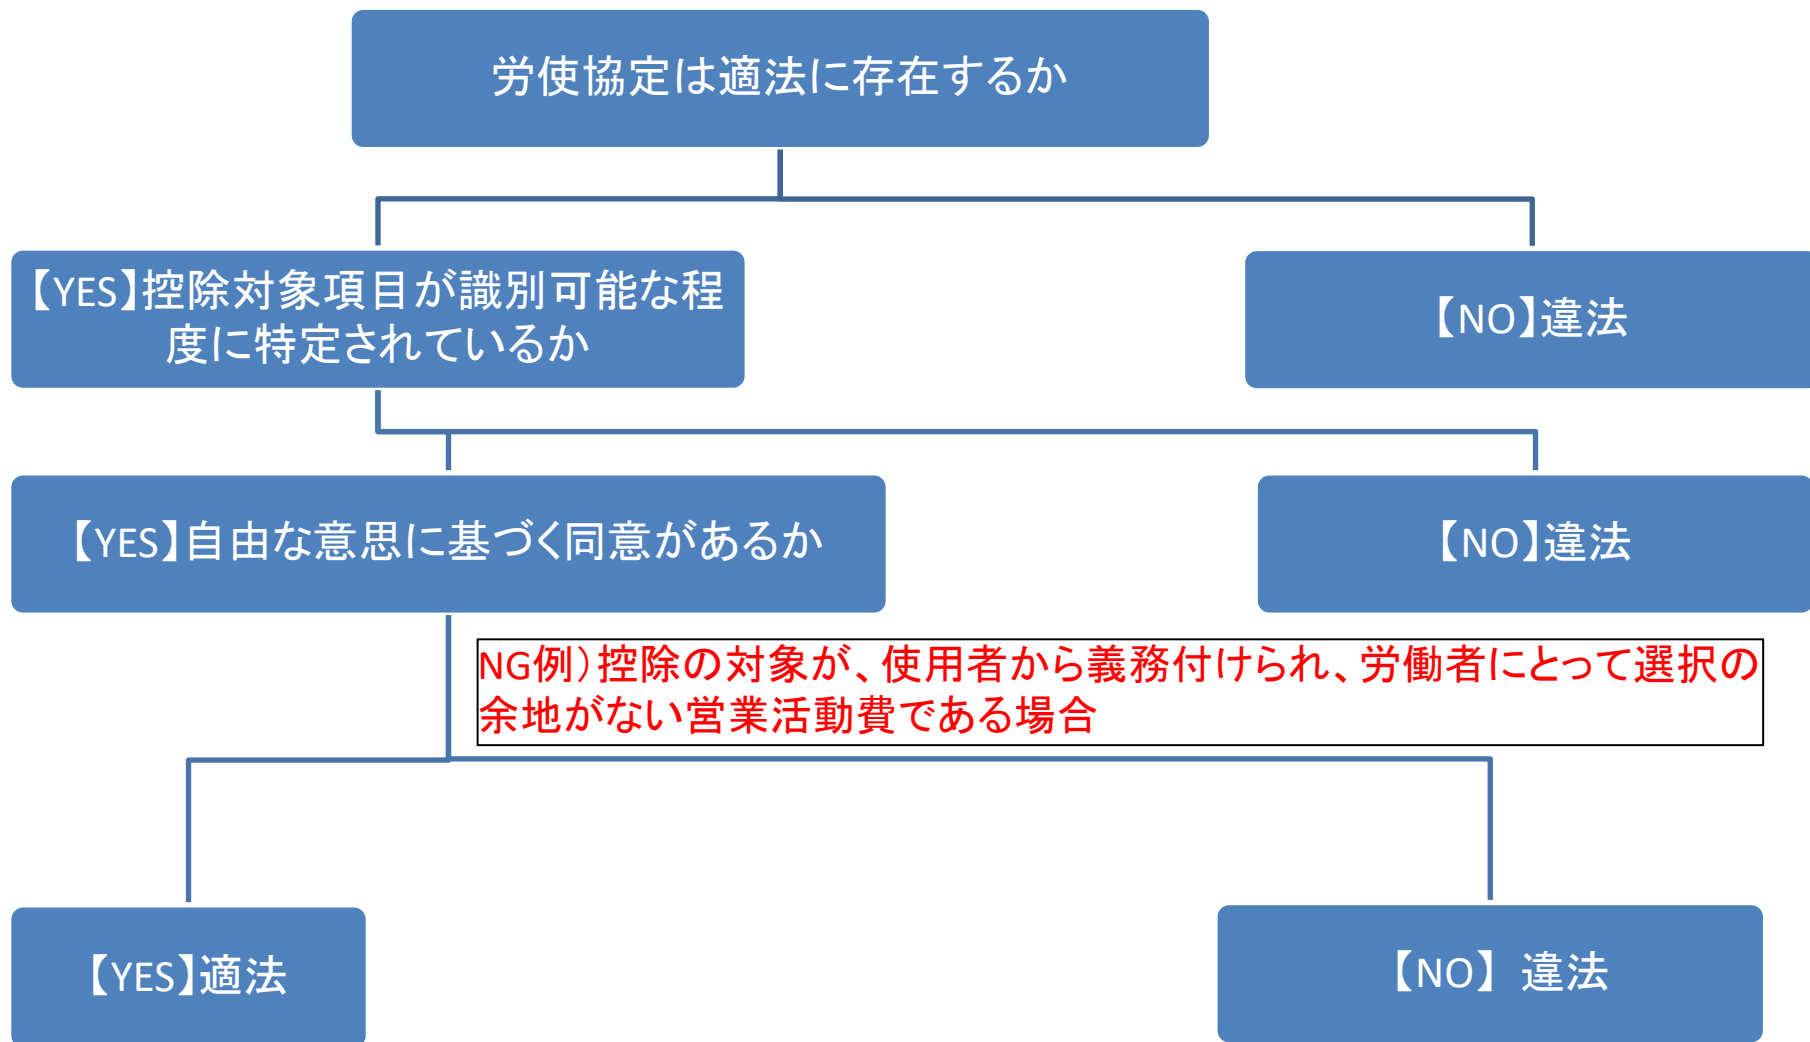 労使協定は適法に存在するか
【YES】控除対象項目が識別可能な程
度に特定されているか
【NO】違法
【YES】自由な意思に基づく同意があるか
【NO】違法
NG例）控除の対象が、使用者から義務付けられ、労働者にとって選択の
余地がない営業活動費である場合
【YES】適法
【NO】 違法